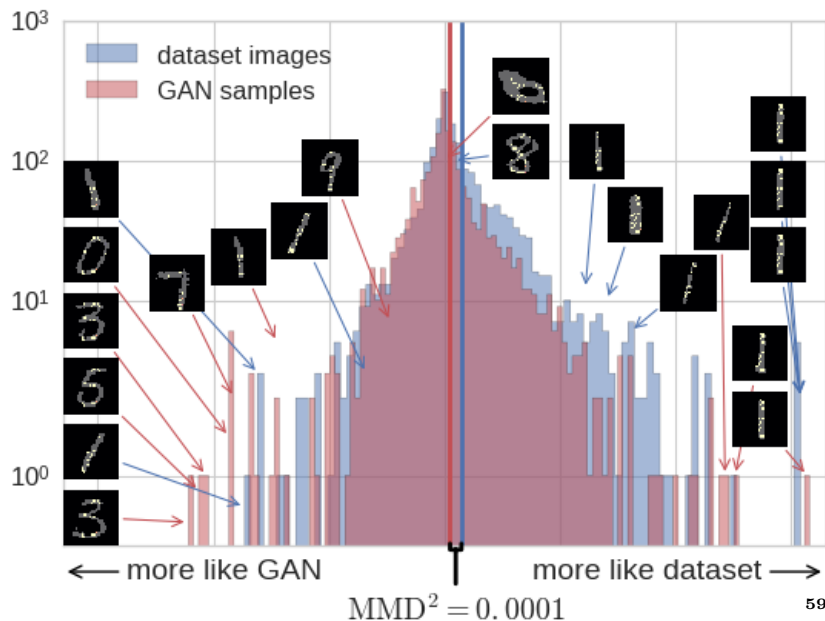 10³
dataset images
GAN samples
10²
10¹
10⁰
more like GAN
more like dataset
MMD² = 0.0001
59